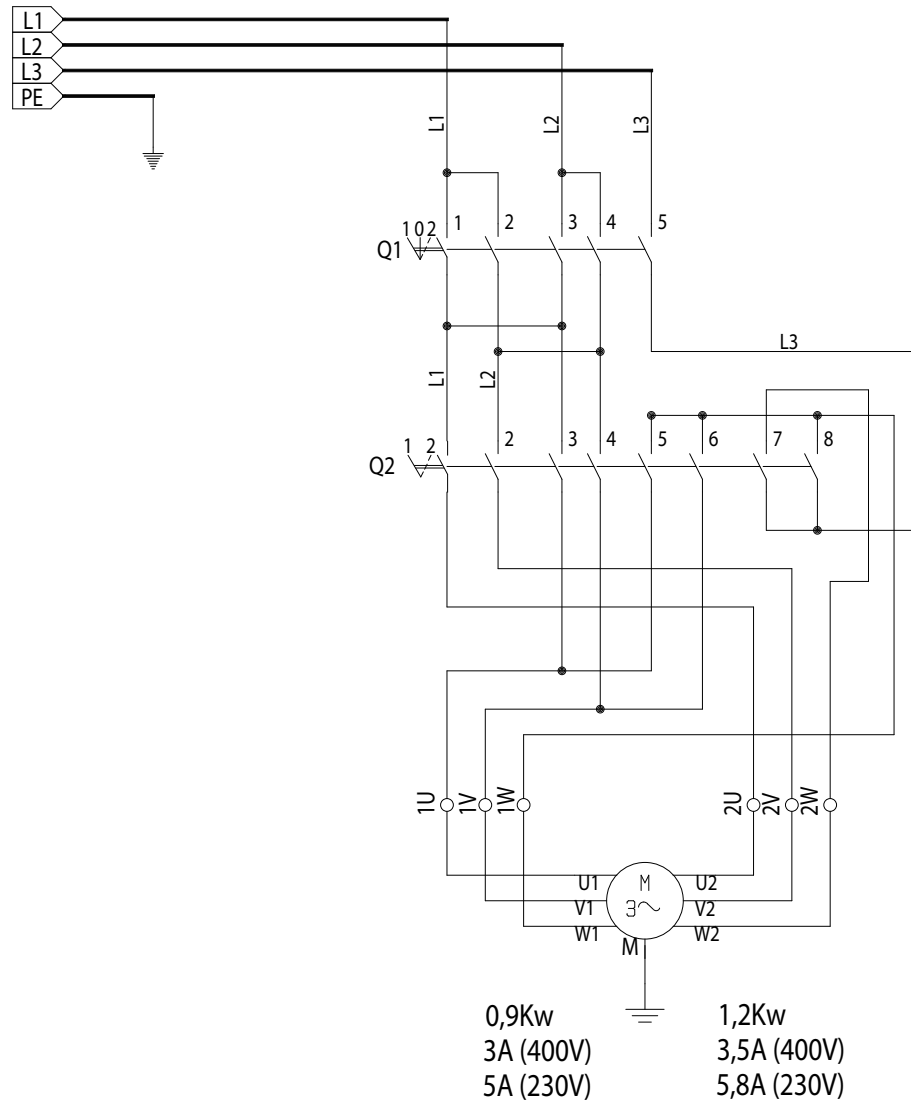 L1
L2
L3
PE
L1
L2
L3
1 0 2
1 2 3 4 5
Q1
L3
L1
L2
1 2
2 3 4 5 6 7 8
Q2
1U 1V 1W 2U 2V 2W
U1 M U2
V1 3~ V2
W1 W2
M
0,9Kw 1,2Kw
3A (400V) 3,5A (400V)
5A (230V) 5,8A (230V)